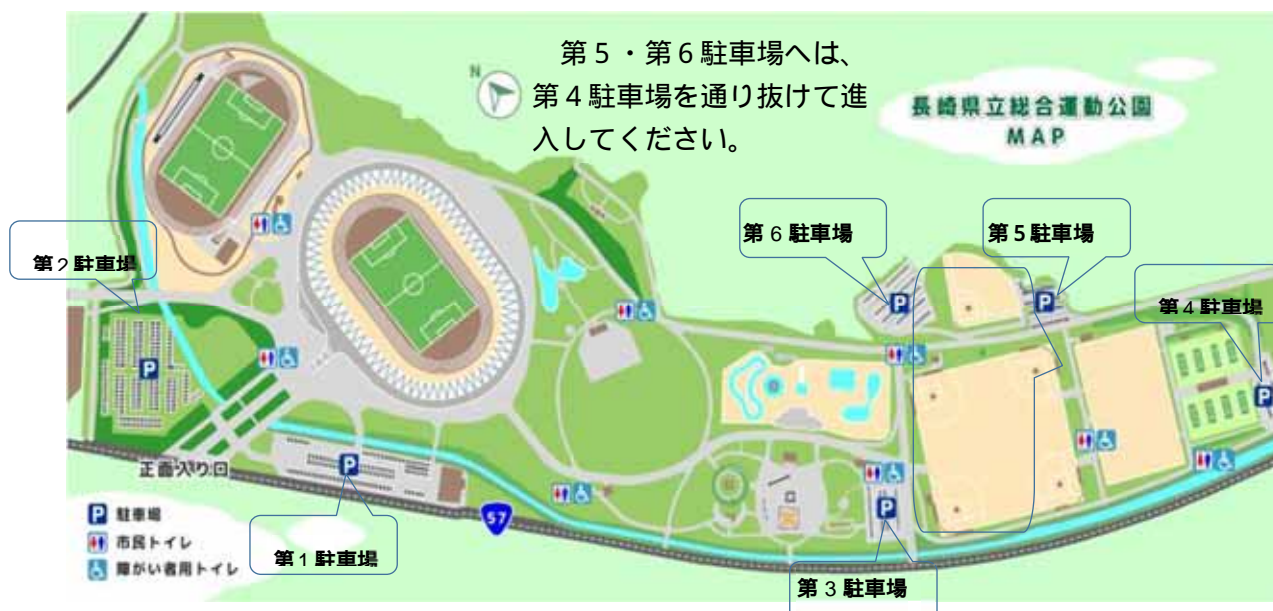 第５・第６駐車場へは、
第４駐車場を通り抜けて進
入してください。
N
長崎県立総合運動公園
MAP
第６駐車場
第５駐車場
第２駐車場
第４駐車場
P
P
P
P
P
P
正面入り口
57
P 駐車場
市民トイレ
障がい者用トイレ
第１駐車場
第３駐車場